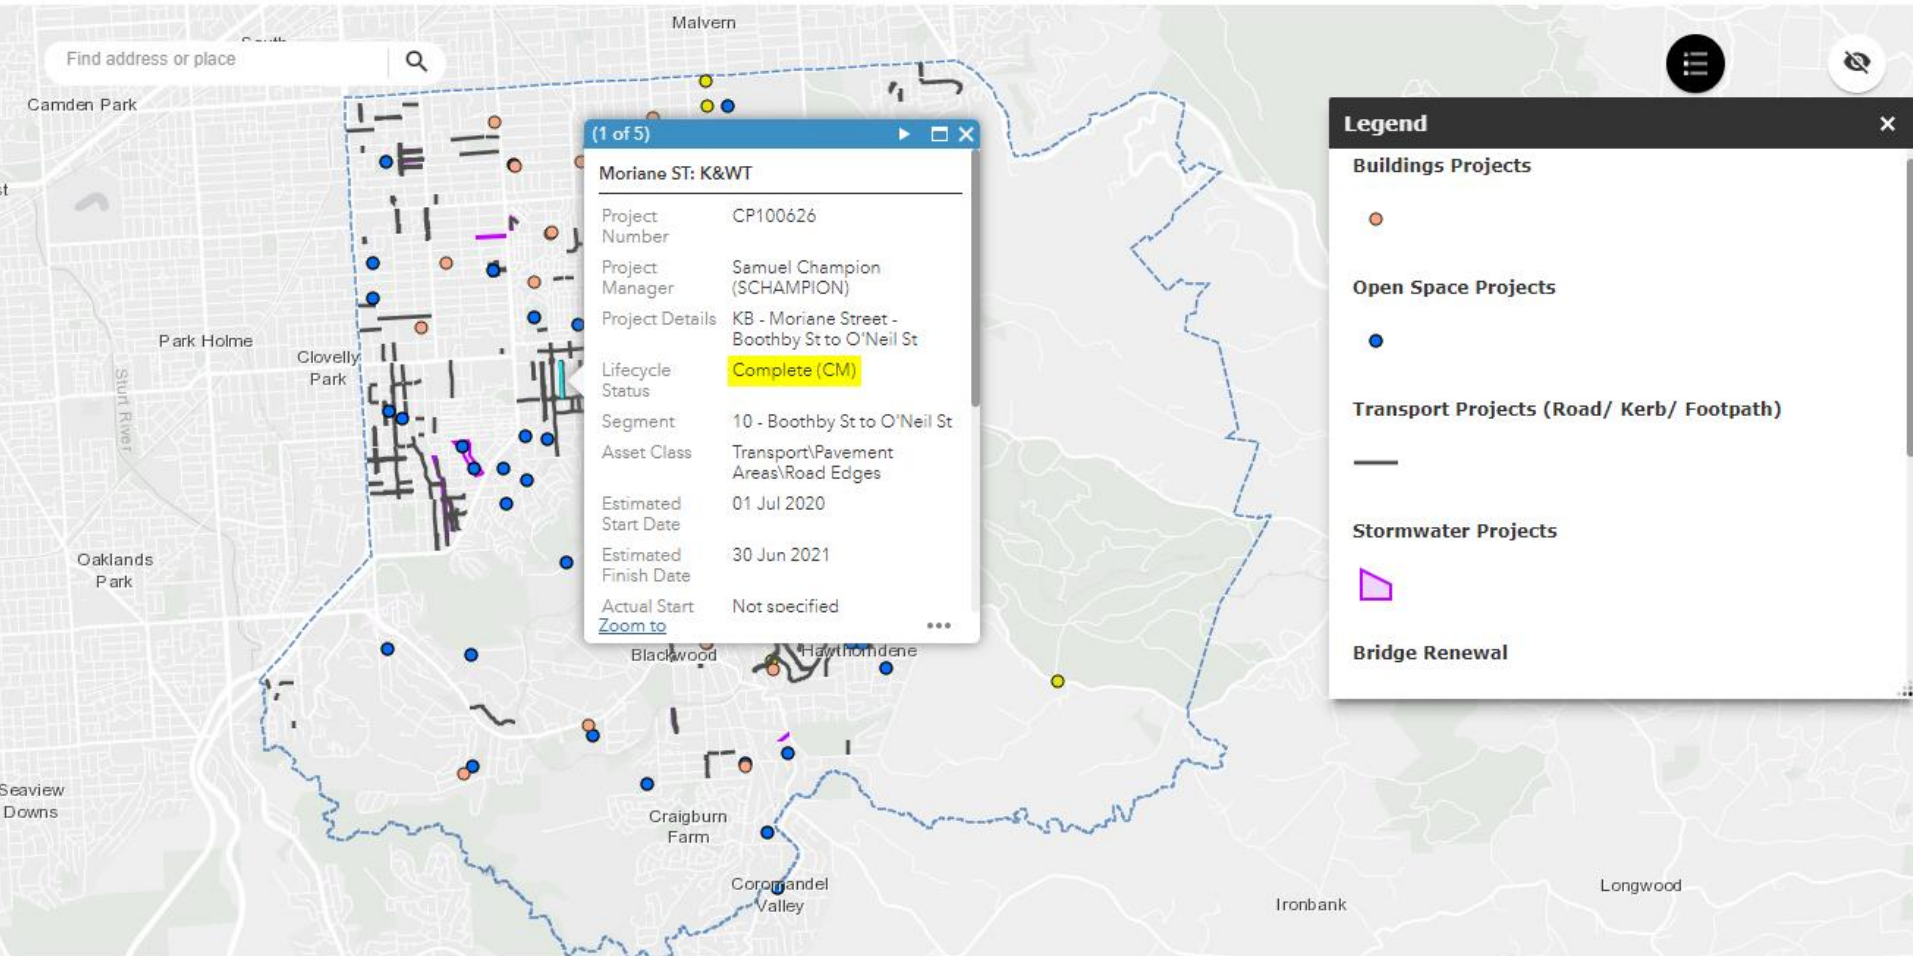 Malvern
Find address or place
Camden Park
(1 of 5)
Moriane ST: K&WT
Project Number
CP100626
Project Manager
Samuel Champion (SCHAMPION)
Project Details
KB - Moriane Street - Boothby St to O'Neil St
Lifecycle Status
Complete (CM)
Segment
10 - Boothby St to O'Neil St
Asset Class
Transport\Pavement Areas\Road Edges
Estimated Start Date
01 Jul 2020
Estimated Finish Date
30 Jun 2021
Actual Start
Not specified
Zoom to
Legend
Buildings Projects
Open Space Projects
Transport Projects (Road/ Kerb/ Footpath)
Stormwater Projects
Bridge Renewal
Park Holme
Clovelly
Park
Sturt River
Oaklands
Park
Blackwood
Hawthorndene
Seaview
Downs
Craigburn
Farm
Coromandel
Valley
Ironbank
Longwood